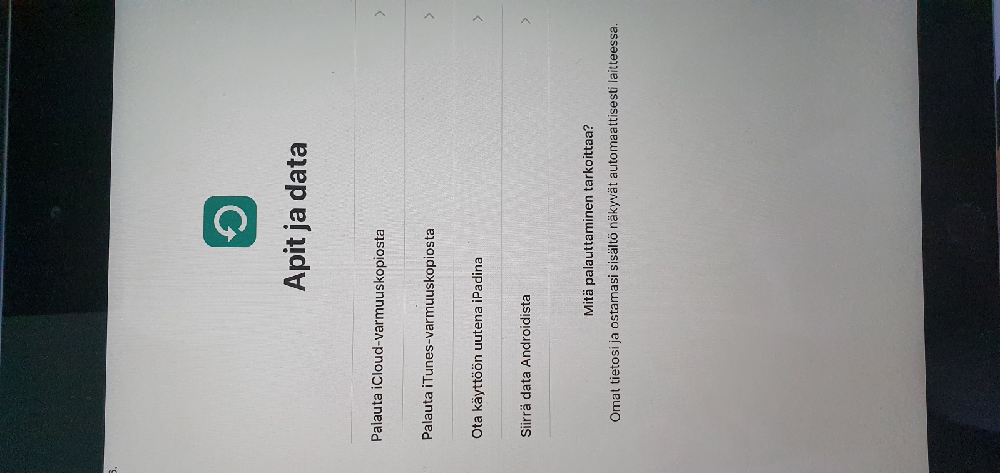 Apit ja data
Palauta iCloud-varmuuskopiosta
Palauta iTunes-varmuuskopiosta
Ota käyttöön uutena iPadina
Siirrä data Androidista
Mitä palauttaminen tarkoittaa?
Omat tietosi ja ostamasi sisältö näkyvät automaattisesti laitteessa.